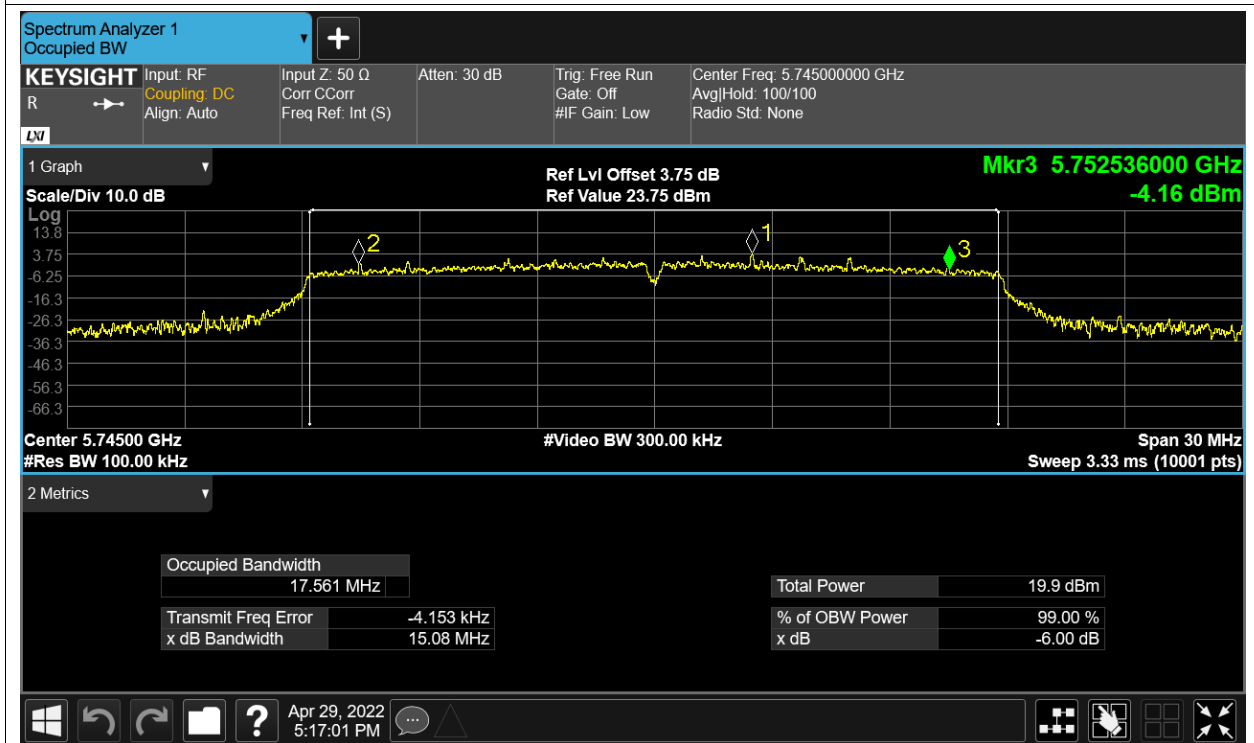 Spectrum Analyzer 1
Occupied BW
KEYSIGHT
R
LXI
Input: RF
Coupling: DC
Align: Auto
Input Z: 50 Ω
Corr CCorr
Freq Ref: Int (S)
Atten: 30 dB
Trig: Free Run
Gate: Off
#IF Gain: Low
Center Freq: 5.745000000 GHz
Avg|Hold: 100/100
Radio Std: None
1 Graph
Scale/Div 10.0 dB
Ref Lvl Offset 3.75 dB
Ref Value 23.75 dBm
Mkr3 5.752536000 GHz
-4.16 dBm
Log
13.8
3.75
-6.25
-16.3
-26.3
-36.3
-46.3
-56.3
-66.3
2
1
3
Center 5.74500 GHz
#Res BW 100.00 kHz
#Video BW 300.00 kHz
Span 30 MHz
Sweep 3.33 ms (10001 pts)
2 Metrics
Occupied Bandwidth
17.561 MHz
Transmit Freq Error -4.153 kHz
x dB Bandwidth 15.08 MHz
Total Power 19.9 dBm
% of OBW Power 99.00 %
x dB -6.00 dB
?
Apr 29, 2022
5:17:01 PM